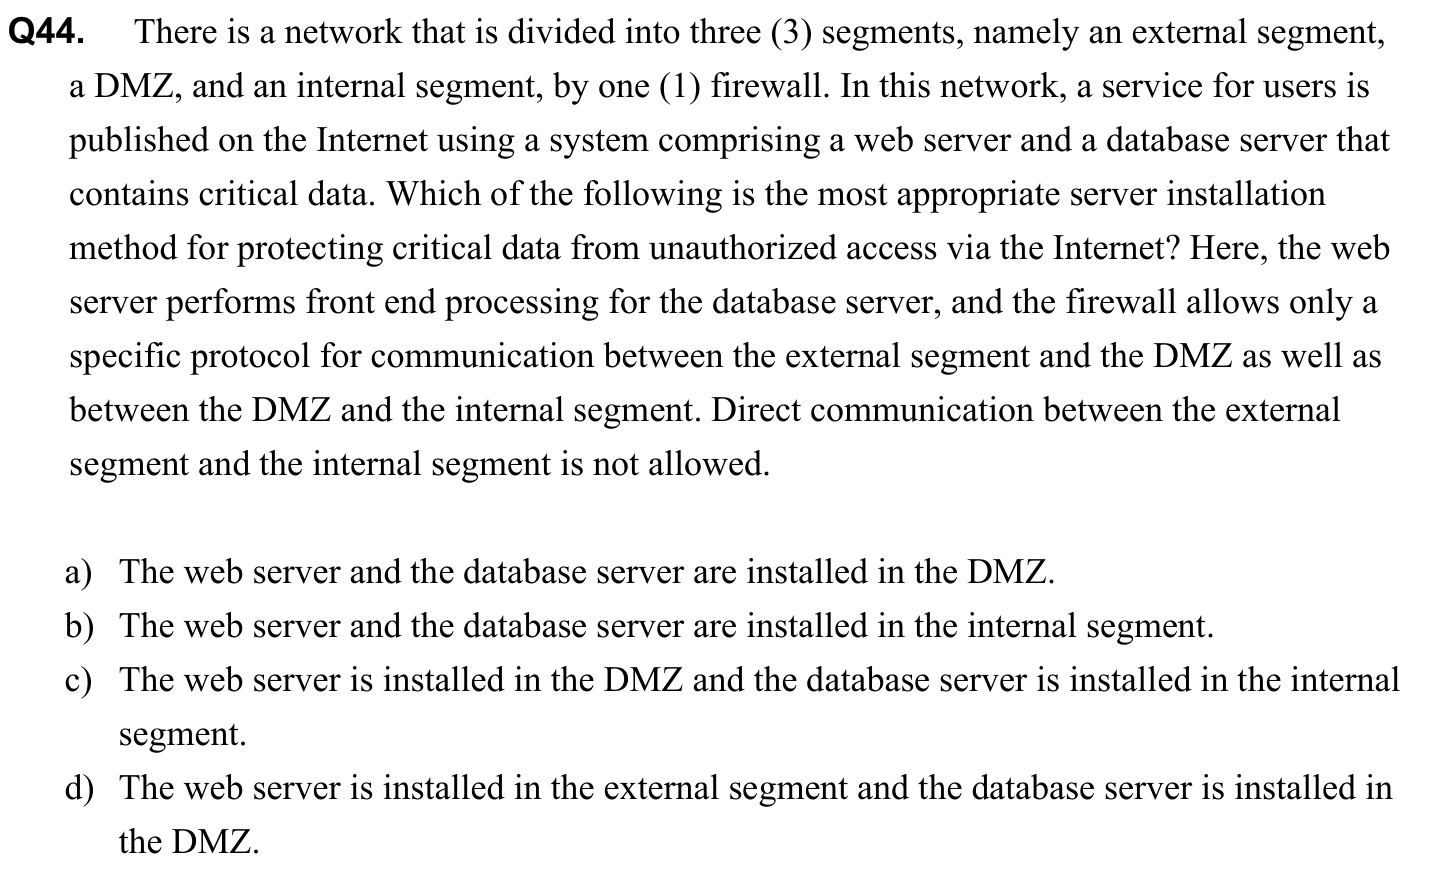 Q44. There is a network that is divided into three (3) segments, namely an external segment,
a DMZ, and an internal segment, by one (1) firewall. In this network, a service for users is
published on the Internet using a system comprising a web server and a database server that
contains critical data. Which of the following is the most appropriate server installation
method for protecting critical data from unauthorized access via the Internet? Here, the web
server performs front end processing for the database server, and the firewall allows only a
specific protocol for communication between the external segment and the DMZ as well as
between the DMZ and the internal segment. Direct communication between the external
segment and the internal segment is not allowed.
a) The web server and the database server are installed in the DMZ.
b) The web server and the database server are installed in the internal segment.
c) The web server is installed in the DMZ and the database server is installed in the internal
segment.
d) The web server is installed in the external segment and the database server is installed in
the DMZ.